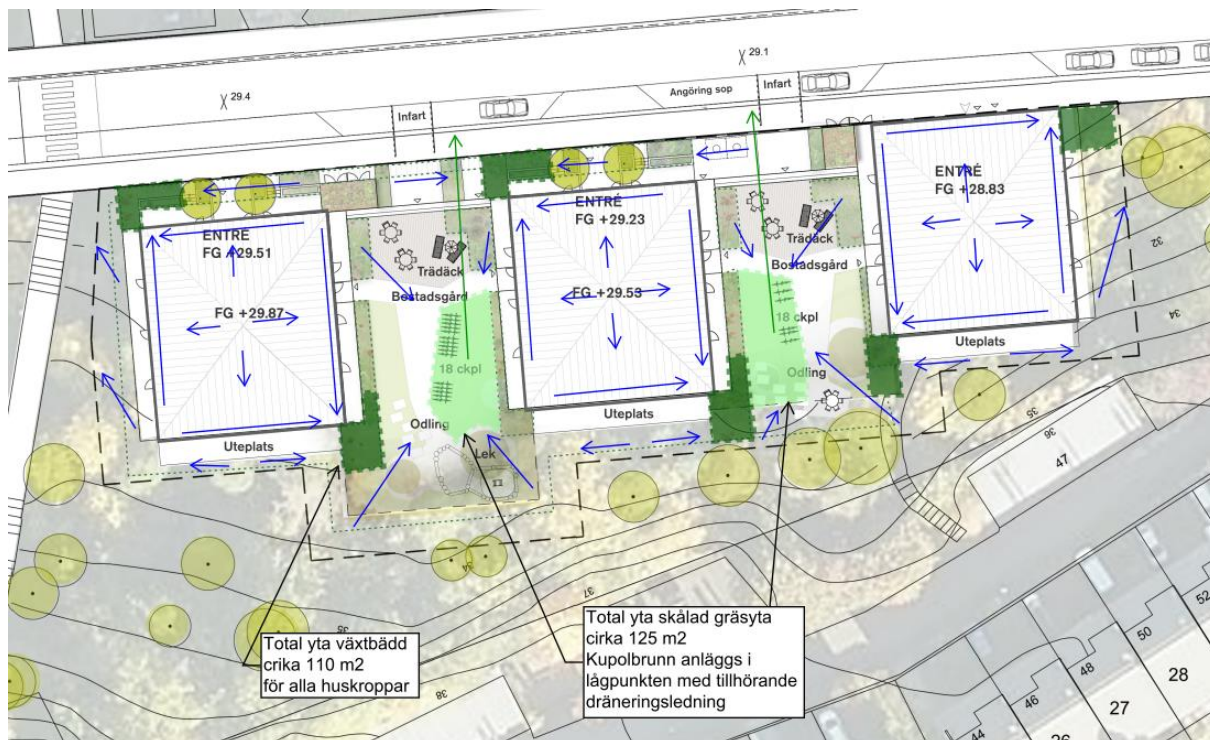 29.4
29.1
Infart
Angöring sop
Infart
ENTRÉ
FG +29.51
FG +29.87
Uteplats
Trädäck
Bostadsgård
18 ckpl
Odling
Lek
ENTRÉ
FG +29.23
FG +29.53
Uteplats
Trädäck
Bostadsgård
18 ckpl
Odling
ENTRÉ
FG +28.83
Uteplats
32
34
35
36
47
34
37
35
38
Total yta växtbädd
crika 110 m2
för alla huskroppar
Total yta skålad gräsyta
cirka 125 m2
Kupolbrunn anläggs i
lågpunkten med tillhörande
dräneringsledning
52
50
48
46
44
28
27